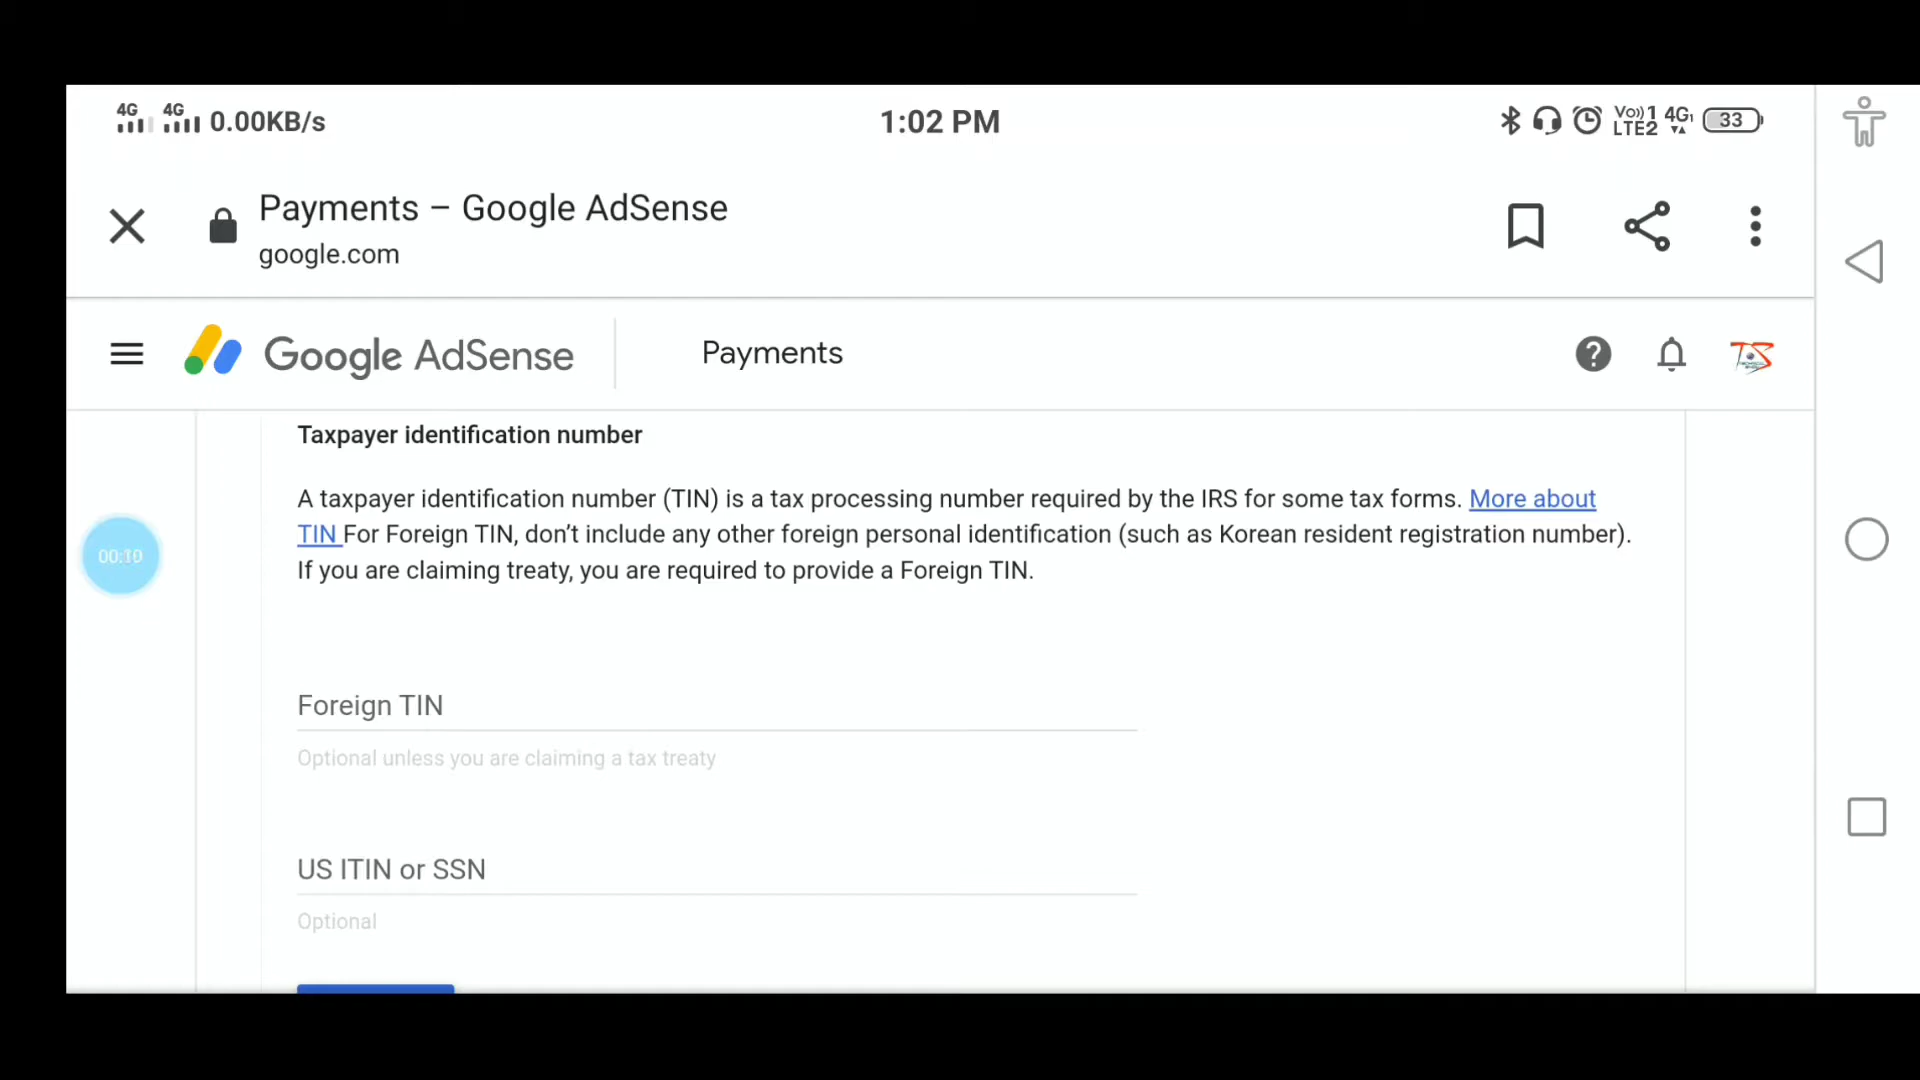 4G 4G 0.00KB/s 1:02 PM Vo)) 1 LTE2 4G 33
Payments – Google AdSense
google.com
Google AdSense Payments
Taxpayer identification number
A taxpayer identification number (TIN) is a tax processing number required by the IRS for some tax forms. More about
TIN For Foreign TIN, don’t include any other foreign personal identification (such as Korean resident registration number).
If you are claiming treaty, you are required to provide a Foreign TIN.
Foreign TIN
Optional unless you are claiming a tax treaty
US ITIN or SSN
Optional